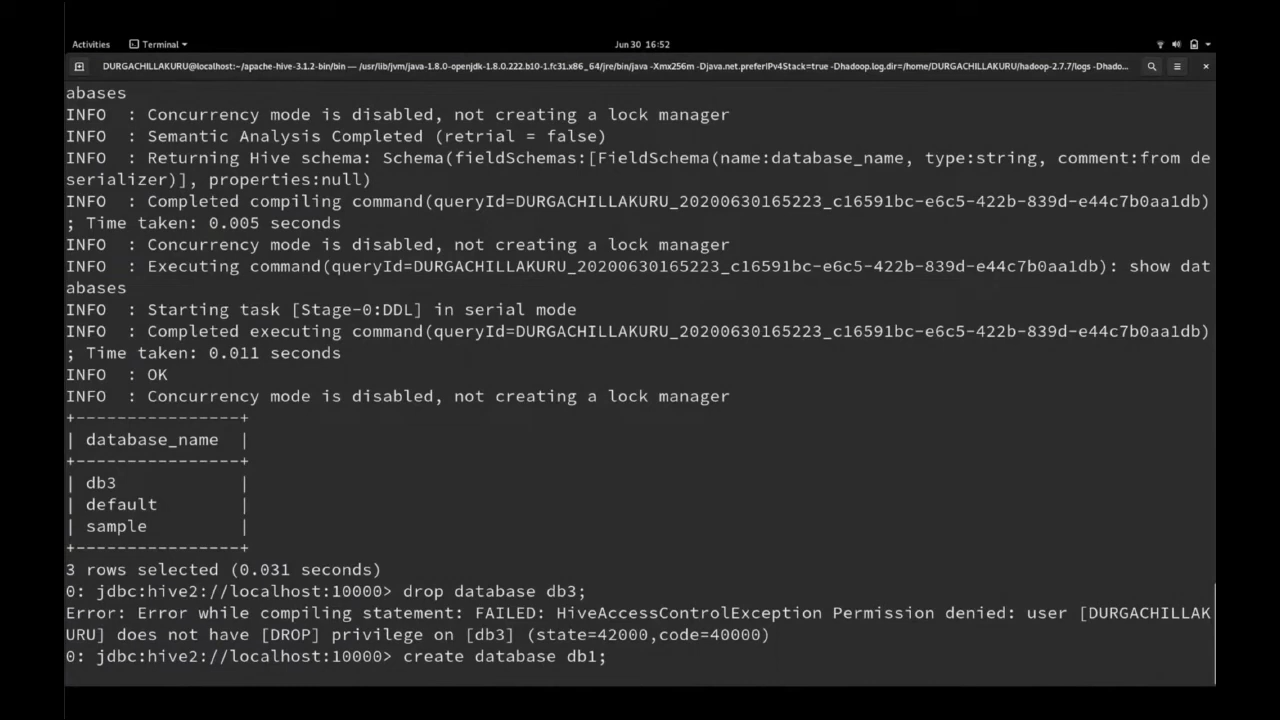 Activities Terminal Jun 30 16:52
DURGACHILLAKURU@localhost:~/apache-hive-3.1.2-bin/bin — /usr/lib/jvm/java-1.8.0-openjdk-1.8.0.222.b10-1.fc31.x86_64/jre/bin/java -Xmx256m -Djava.net.preferIPv4Stack=true -Dhadoop.log.dir=/home/DURGACHILLAKURU/hadoop-2.7.7/logs -Dhado...
abases
INFO  : Concurrency mode is disabled, not creating a lock manager
INFO  : Semantic Analysis Completed (retrial = false)
INFO  : Returning Hive schema: Schema(fieldSchemas:[FieldSchema(name:database_name, type:string, comment:from de
serializer)], properties:null)
INFO  : Completed compiling command(queryId=DURGACHILLAKURU_20200630165223_c16591bc-e6c5-422b-839d-e44c7b0aa1db)
; Time taken: 0.005 seconds
INFO  : Concurrency mode is disabled, not creating a lock manager
INFO  : Executing command(queryId=DURGACHILLAKURU_20200630165223_c16591bc-e6c5-422b-839d-e44c7b0aa1db): show dat
abases
INFO  : Starting task [Stage-0:DDL] in serial mode
INFO  : Completed executing command(queryId=DURGACHILLAKURU_20200630165223_c16591bc-e6c5-422b-839d-e44c7b0aa1db)
; Time taken: 0.011 seconds
INFO  : OK
INFO  : Concurrency mode is disabled, not creating a lock manager
+----------------+
| database_name  |
+----------------+
| db3            |
| default        |
| sample         |
+----------------+
3 rows selected (0.031 seconds)
0: jdbc:hive2://localhost:10000> drop database db3;
Error: Error while compiling statement: FAILED: HiveAccessControlException Permission denied: user [DURGACHILLAK
URU] does not have [DROP] privilege on [db3] (state=42000,code=40000)
0: jdbc:hive2://localhost:10000> create database db1;